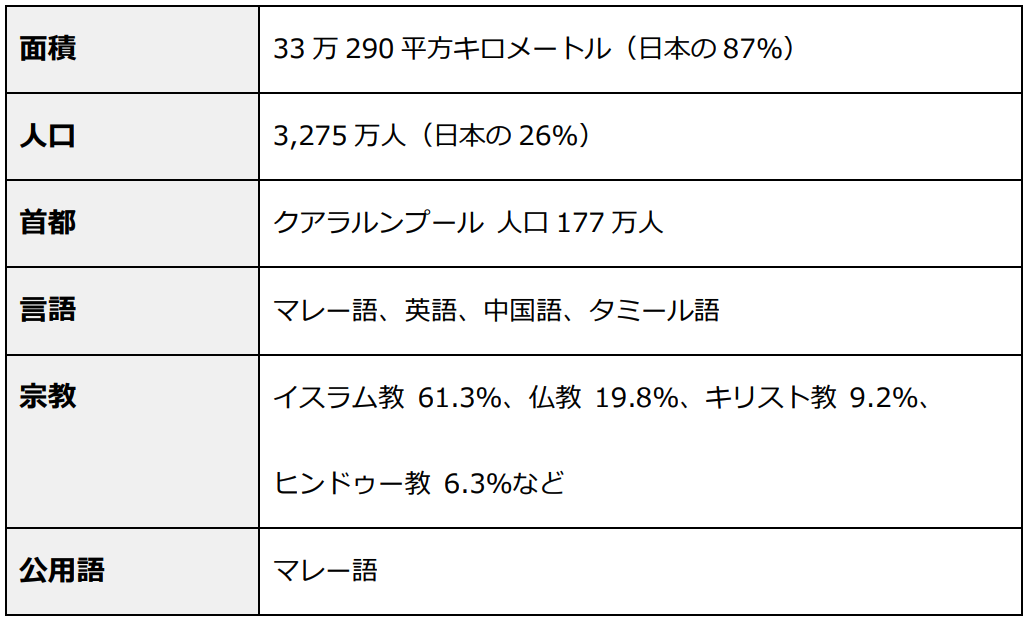 面積 33 万 290 平方キロメートル（日本の 87%）
人口 3,275 万人（日本の 26%）
首都 クアラルンプール 人口 177 万人
言語 マレー語、英語、中国語、タミール語
宗教 イスラム教 61.3%、仏教 19.8%、キリスト教 9.2%、
ヒンドゥー教 6.3%など
公用語 マレー語